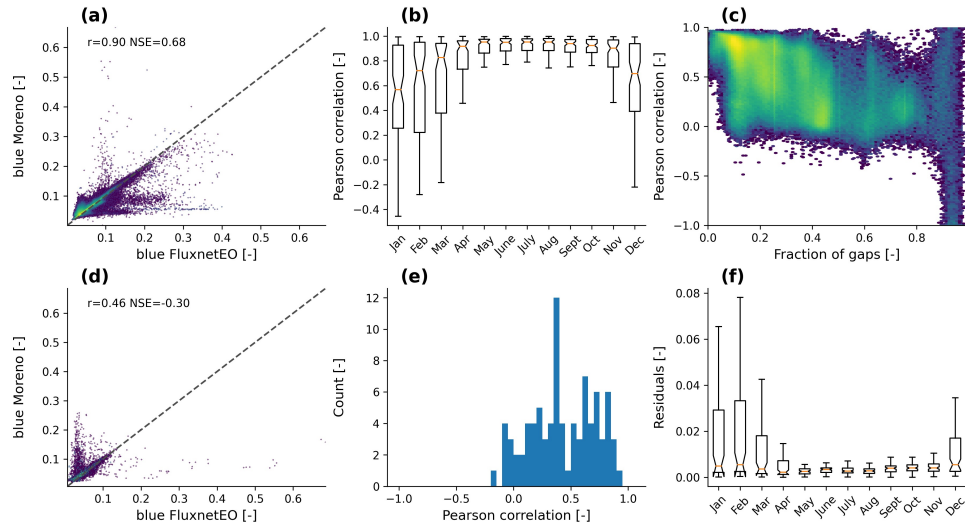 (a)
r=0.90 NSE=0.68
blue Moreno [-]
0.6
0.5
0.4
0.3
0.2
0.1
0.1 0.2 0.3 0.4 0.5 0.6
blue FluxnetEO [-]
(b)
Pearson correlation [-]
1.0
0.8
0.6
0.4
0.2
0.0
−0.2
−0.4
Jan Feb Mar Apr May June July Aug Sept Oct Nov Dec
(c)
Pearson correlation [-]
1.0
0.5
0.0
−0.5
−1.0
0.0 0.2 0.4 0.6 0.8
Fraction of gaps [-]
(d)
r=0.46 NSE=-0.30
blue Moreno [-]
0.6
0.5
0.4
0.3
0.2
0.1
0.1 0.2 0.3 0.4 0.5 0.6
blue FluxnetEO [-]
(e)
Count [-]
12
10
8
6
4
2
0
−1.0 −0.5 0.0 0.5 1.0
Pearson correlation [-]
(f)
Residuals [-]
0.08
0.06
0.04
0.02
0.00
Jan Feb Mar Apr May June July Aug Sept Oct Nov Dec